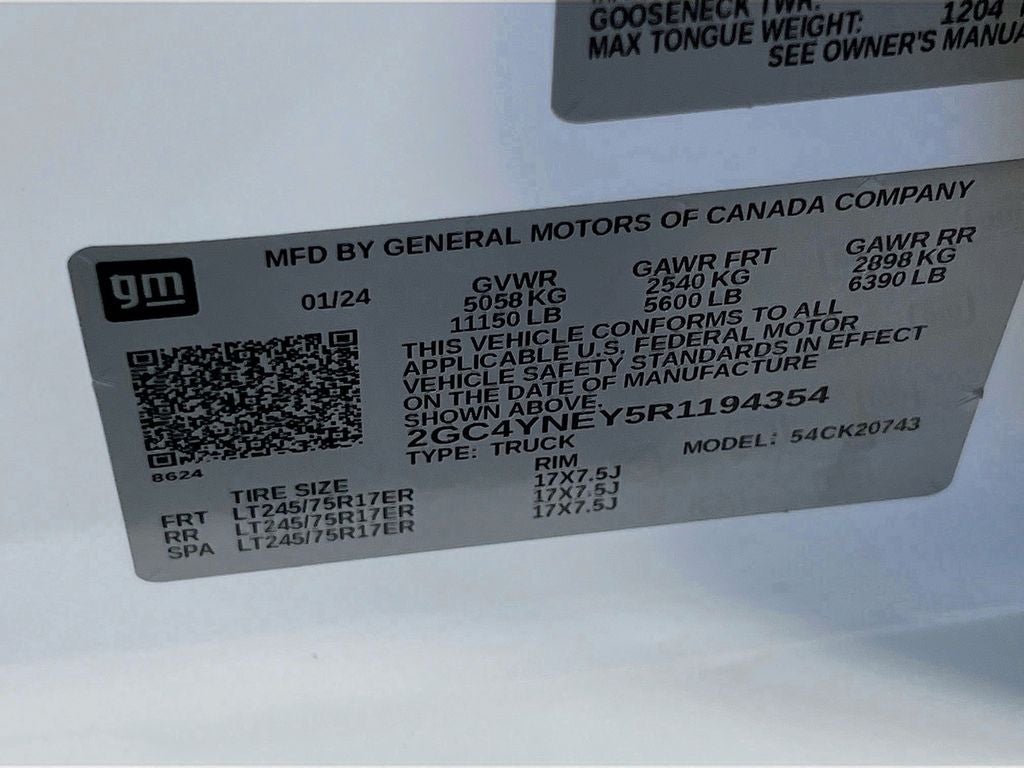 GOOSENECK TWR:
MAX TONGUE WEIGHT: 1204
SEE OWNER'S MANUA
MFD BY GENERAL MOTORS OF CANADA COMPANY
gm
01/24
GVWR GAWR FRT GAWR RR
5058 KG 2540 KG 2898 KG
11150 LB 5600 LB 6390 LB
THIS VEHICLE CONFORMS TO ALL
APPLICABLE U.S. FEDERAL MOTOR
VEHICLE SAFETY STANDARDS IN EFFECT
ON THE DATE OF MANUFACTURE
SHOWN ABOVE.
2GC4YNEY5R1194354
TYPE: TRUCK MODEL: 54CK20743
8624
TIRE SIZE RIM
FRT LT245/75R17ER 17X7.5J
RR LT245/75R17ER 17X7.5J
SPA LT245/75R17ER 17X7.5J